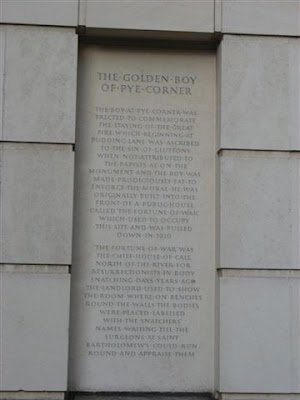 THE·GOLDEN·BOY
OF·PYE·CORNER
THE·BOY·AT·PYE·CORNER·WAS
ERECTED·TO·COMMEMORATE
THE·STAYING·OF·THE·GREAT
FIRE·WHICH·BEGINNING·AT
PUDDING·LANE·WAS·ASCRIBED
TO·THE·SIN·OF·GLUTTONY
WHEN·NOT·ATTRIBUTED·TO
THE·PAPISTS·AS·ON·THE
MONUMENT·AND·THE·BOY·WAS
MADE·PRODIGIOUSLY·FAT·TO
ENFORCE·THE·MORAL·HE·WAS
ORIGINALLY·BUILT·INTO·THE
FRONT·OF·A·PUBLIC-HOUSE
CALLED·THE·FORTUNE·OF·WAR
WHICH·USED·TO·OCCUPY
THIS·SITE·AND·WAS·PULLED
DOWN·IN·1910
'THE·FORTUNE·OF·WAR·WAS
THE·CHIEF·HOUSE·OF·CALL
NORTH·OF·THE·RIVER·FOR
RESURRECTIONISTS·IN·BODY
SNATCHING·DAYS·YEARS·AGO
THE·LANDLORD·USED·TO·SHOW
THE·ROOM·WHERE·ON·BENCHES
ROUND·THE·WALLS·THE·BODIES
WERE·PLACED·LABELLED
WITH·THE·SNATCHERS'
NAMES·WAITING·TILL·THE
SURGEONS·AT·SAINT
BARTHOLOMEW'S·COULD·RUN
ROUND·AND·APPRAISE·THEM